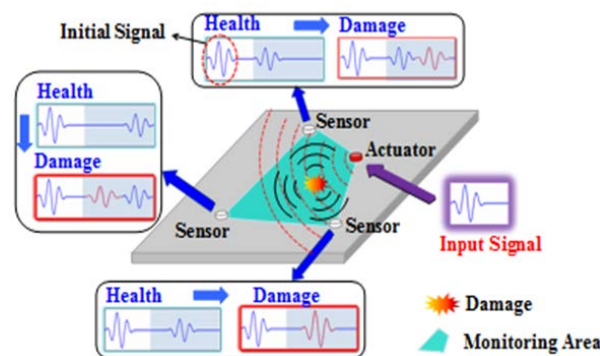 Health
Damage
Initial Signal
Health
Damage
Sensor
Actuator
Sensor
Sensor
Input Signal
Health
Damage
Damage
Monitoring Area